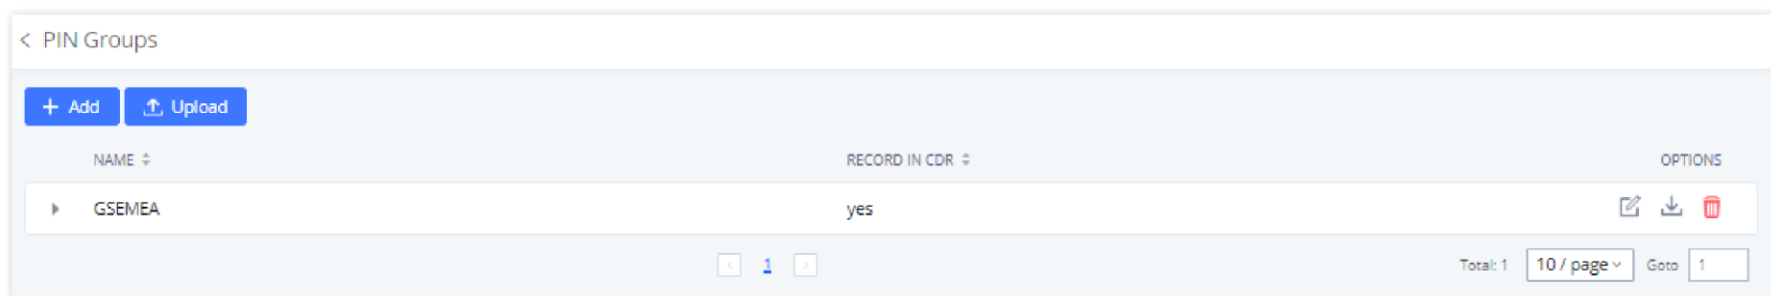 PIN Groups
+ Add Upload
NAME RECORD IN CDR OPTIONS
GSEMEA yes
< 1 > Total: 1 10 / page Goto 1